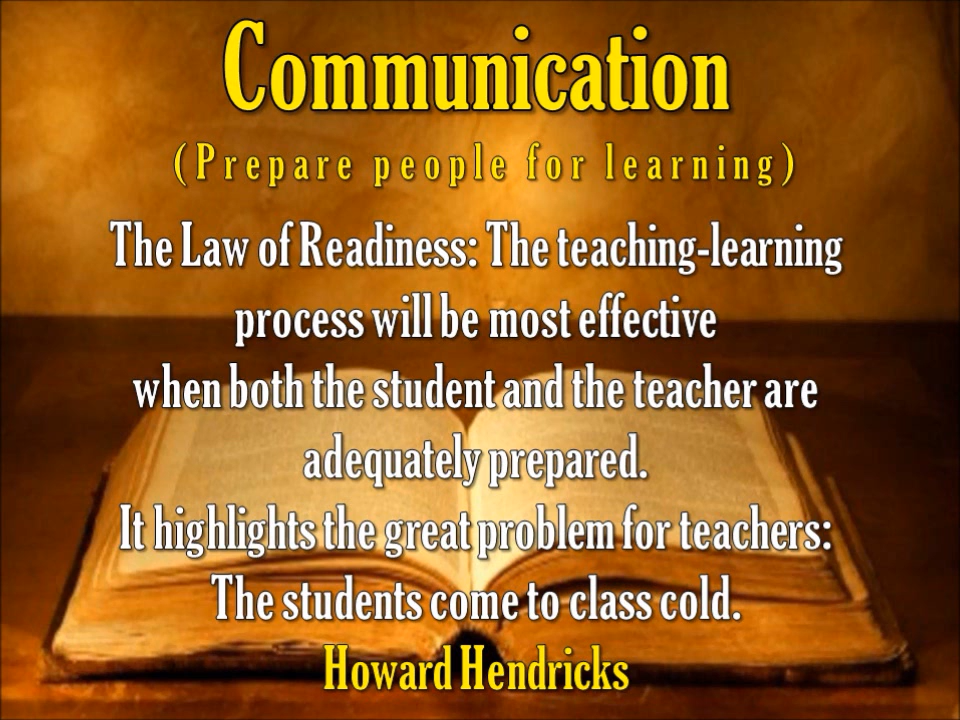 Communication
(Prepare people for learning)
The Law of Readiness: The teaching-learning
process will be most effective
when both the student and the teacher are
adequately prepared.
It highlights the great problem for teachers:
The students come to class cold.
Howard Hendricks